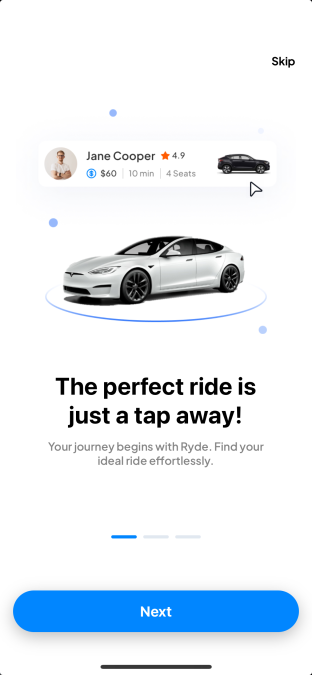 Skip
Jane Cooper 4.9
$60 10 min 4 Seats
The perfect ride is
just a tap away!
Your journey begins with Ryde. Find your
ideal ride effortlessly.
Next